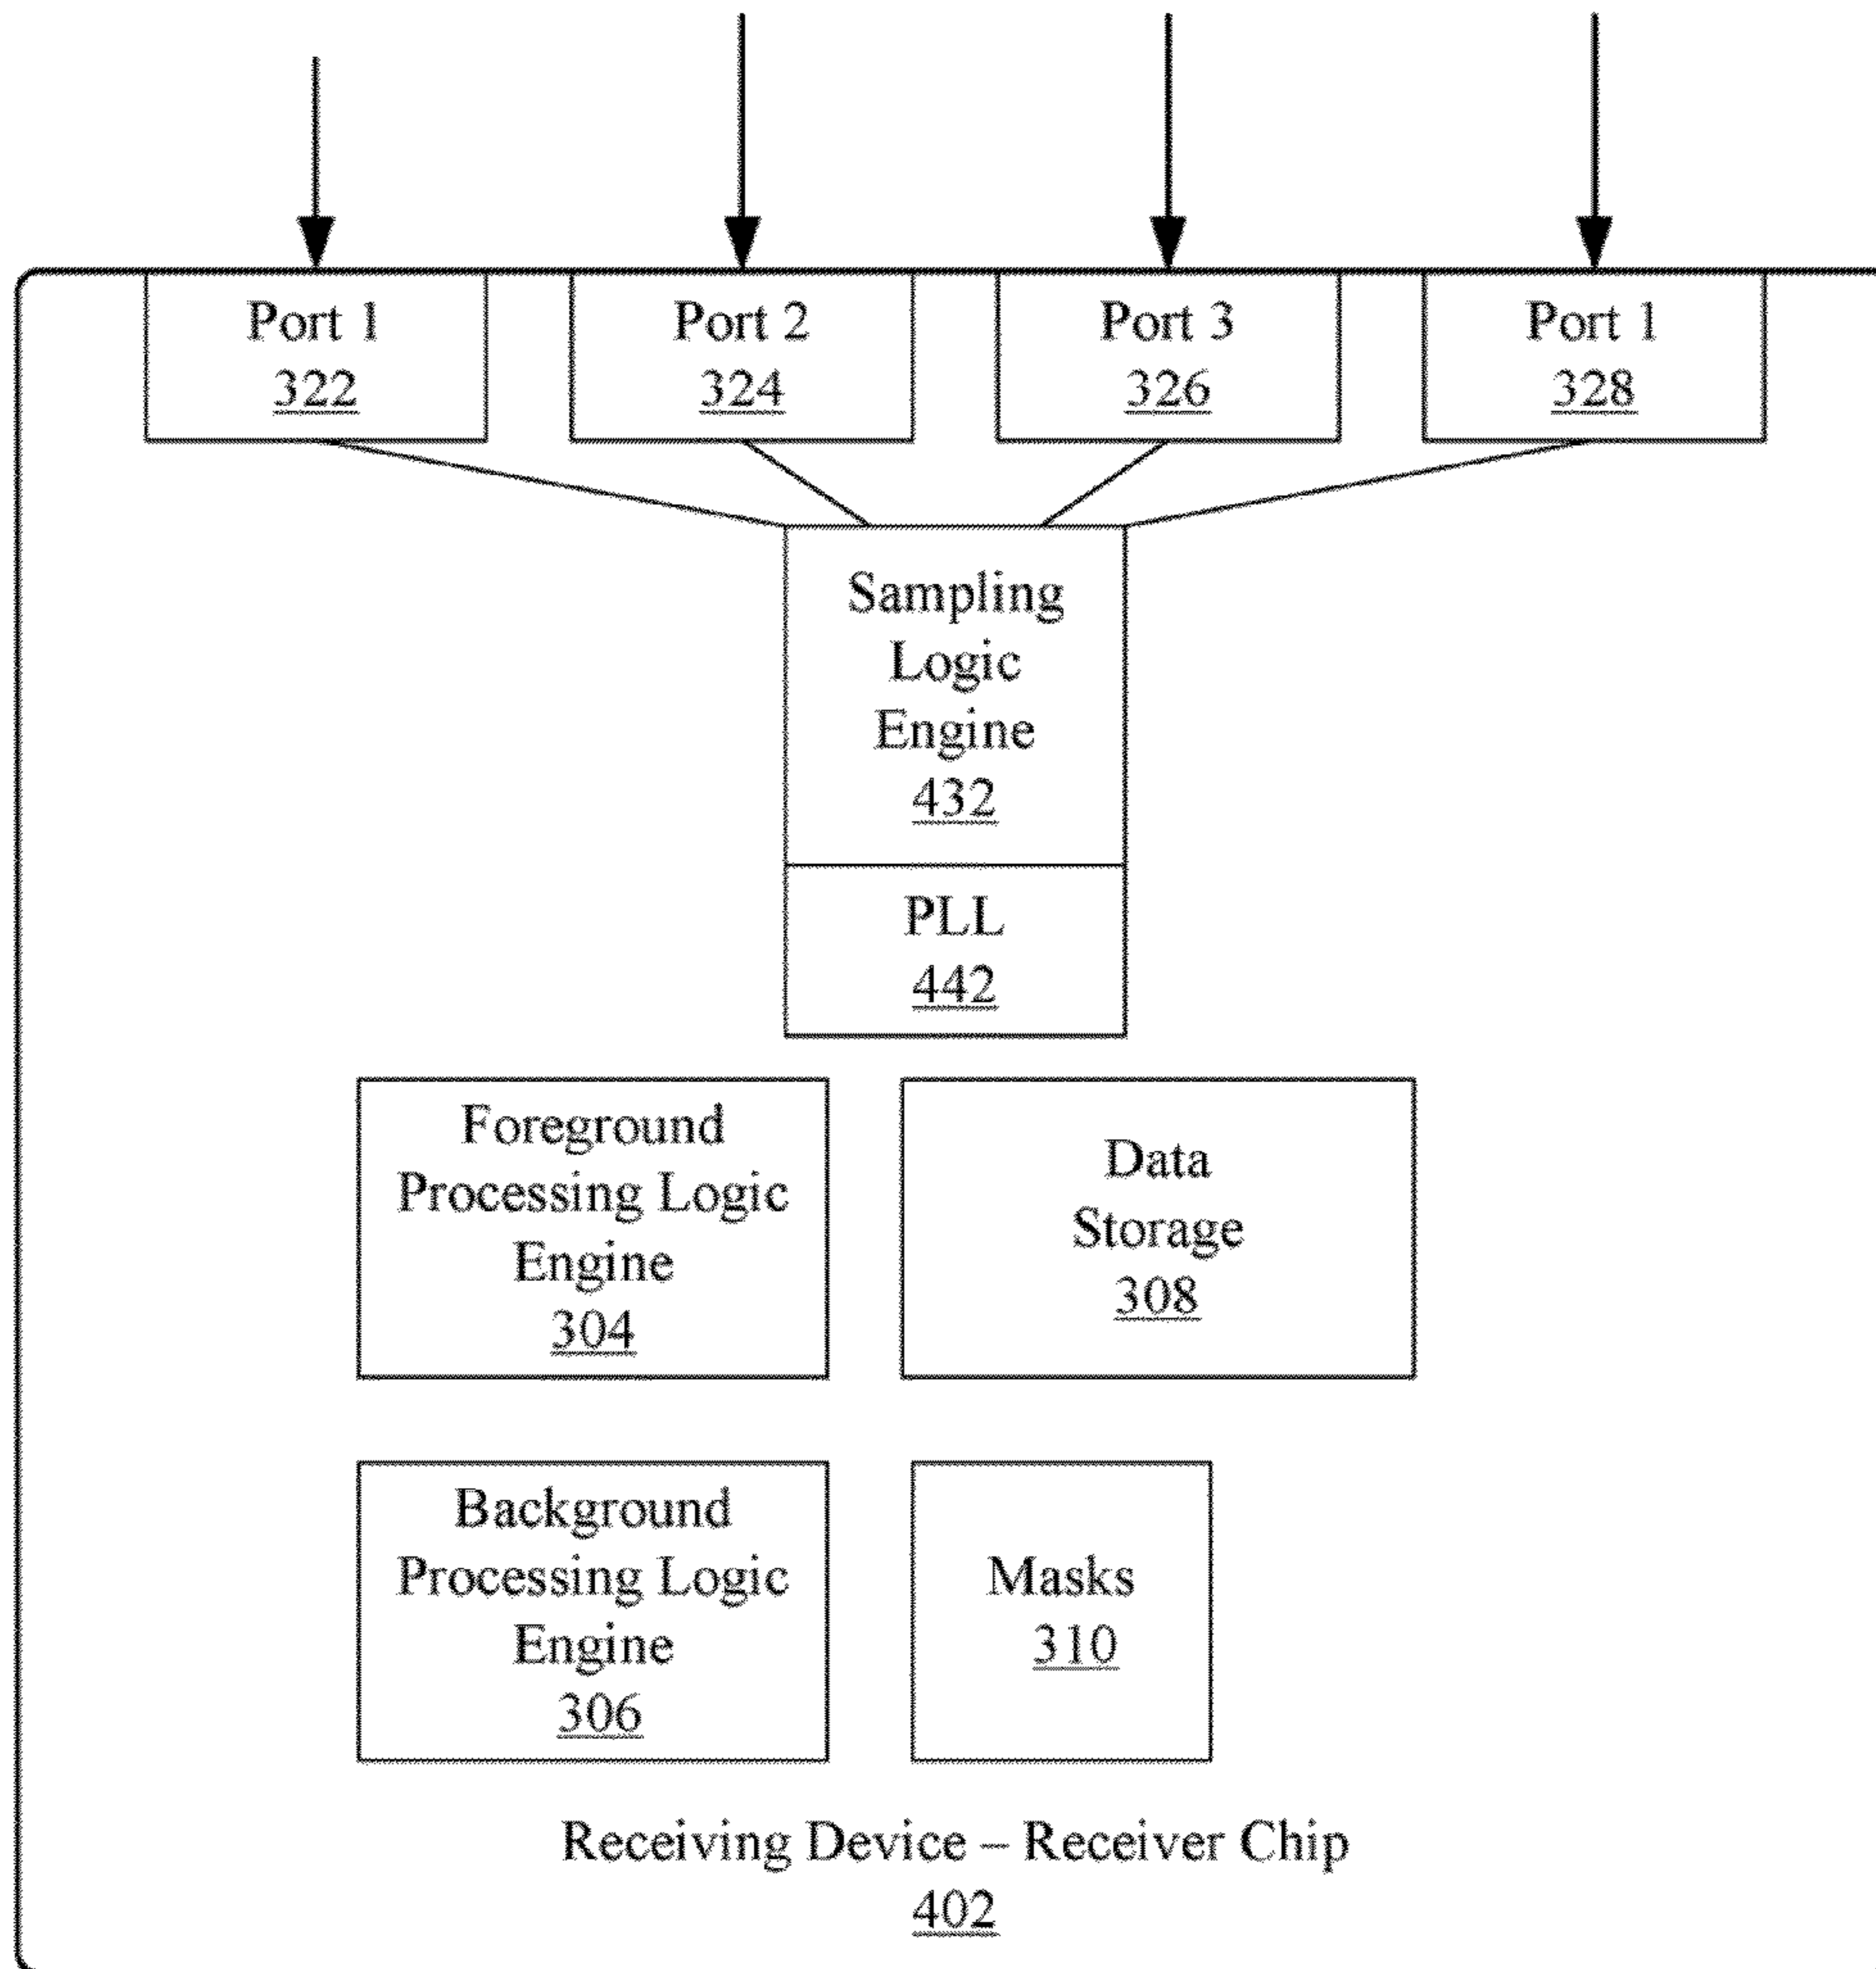 Port 1
322
Port 2
324
Port 3
326
Port 1
328
Sampling
Logic
Engine
432
PLL
442
Foreground
Processing Logic
Engine
304
Data
Storage
308
Background
Processing Logic
Engine
306
Masks
310
Receiving Device – Receiver Chip
402